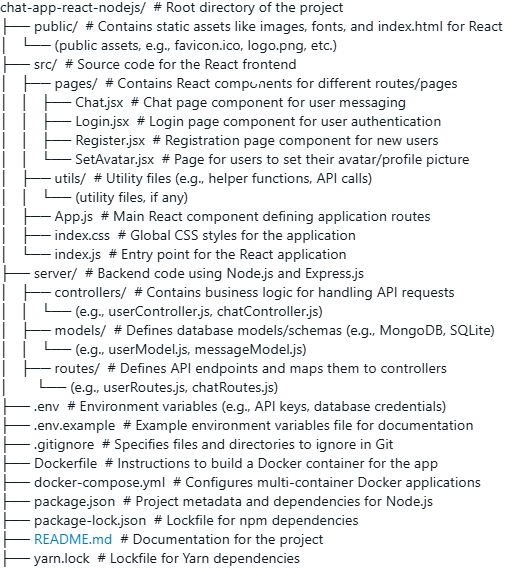 chat-app-react-nodejs/  # Root directory of the project
├── public/  # Contains static assets like images, fonts, and index.html for React
│   └── (public assets, e.g., favicon.ico, logo.png, etc.)
├── src/  # Source code for the React frontend
│   ├── pages/  # Contains React components for different routes/pages
│   │   ├── Chat.jsx  # Chat page component for user messaging
│   │   ├── Login.jsx  # Login page component for user authentication
│   │   ├── Register.jsx  # Registration page component for new users
│   │   └── SetAvatar.jsx  # Page for users to set their avatar/profile picture
│   ├── utils/  # Utility files (e.g., helper functions, API calls)
│   │   └── (utility files, if any)
│   ├── App.js  # Main React component defining application routes
│   ├── index.css  # Global CSS styles for the application
│   └── index.js  # Entry point for the React application
├── server/  # Backend code using Node.js and Express.js
│   ├── controllers/  # Contains business logic for handling API requests
│   │   └── (e.g., userController.js, chatController.js)
│   ├── models/  # Defines database models/schemas (e.g., MongoDB, SQLite)
│   │   └── (e.g., userModel.js, messageModel.js)
│   ├── routes/  # Defines API endpoints and maps them to controllers
│       └── (e.g., userRoutes.js, chatRoutes.js)
├── .env  # Environment variables (e.g., API keys, database credentials)
├── .env.example  # Example environment variables file for documentation
├── .gitignore  # Specifies files and directories to ignore in Git
├── Dockerfile  # Instructions to build a Docker container for the app
├── docker-compose.yml  # Configures multi-container Docker applications
├── package.json  # Project metadata and dependencies for Node.js
├── package-lock.json  # Lockfile for npm dependencies
├── README.md  # Documentation for the project
├── yarn.lock  # Lockfile for Yarn dependencies